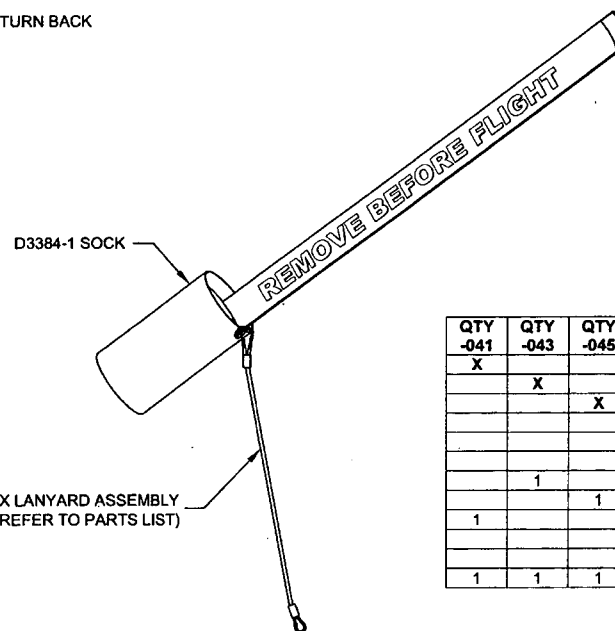 TURN BACK
REMOVE BEFORE FLIGHT
D3384-1 SOCK
X LANYARD ASSEMBLY
REFER TO PARTS LIST)
QTY -041 QTY -043 QTY -045
X
X
X
1
1
1
1 1 1